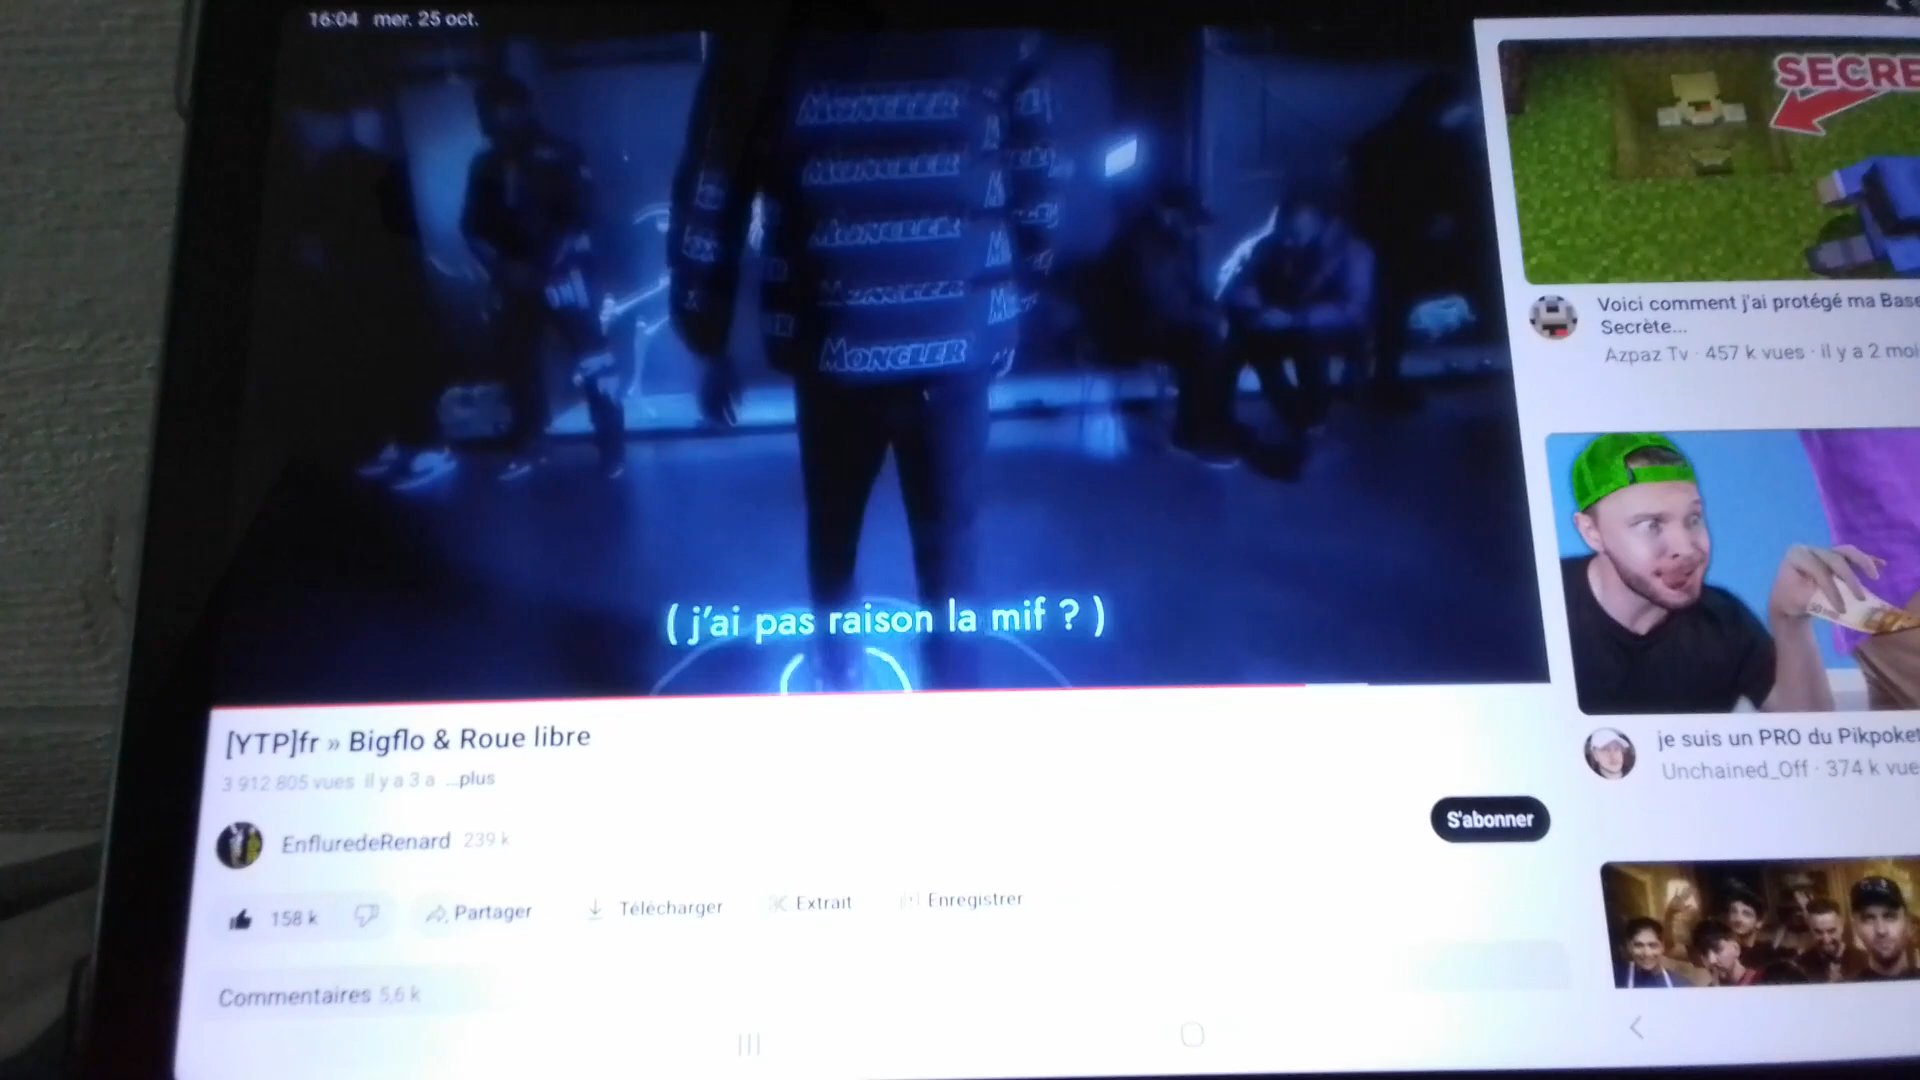 16:04 mer. 25 oct.
MONCLER
MONCLER
MONCLER
MONCLER
MONCLER
( j'ai pas raison la mif ? )
[YTP]fr » Bigflo & Roue libre
3 912 805 vues il y a 3 a ...plus
EnfluredeRenard 239 k
S'abonner
158 k
Partager
Télécharger
Extrait
Enregistrer
Commentaires 5,6 k
SECRE
Voici comment j'ai protégé ma Base
Secrète...
Azpaz Tv · 457 k vues · il y a 2 moi
je suis un PRO du Pikpoket
Unchained_Off · 374 k vue